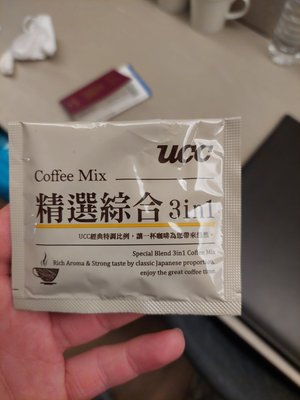 ucc
Coffee Mix
精選綜合 3in1
UCC經典特調比例，讓一杯咖啡為您帶來
Special Blend 3in1 Coffee Mix
Rich Aroma & Strong taste by classic Japanese proportion,
enjoy the great coffee time.